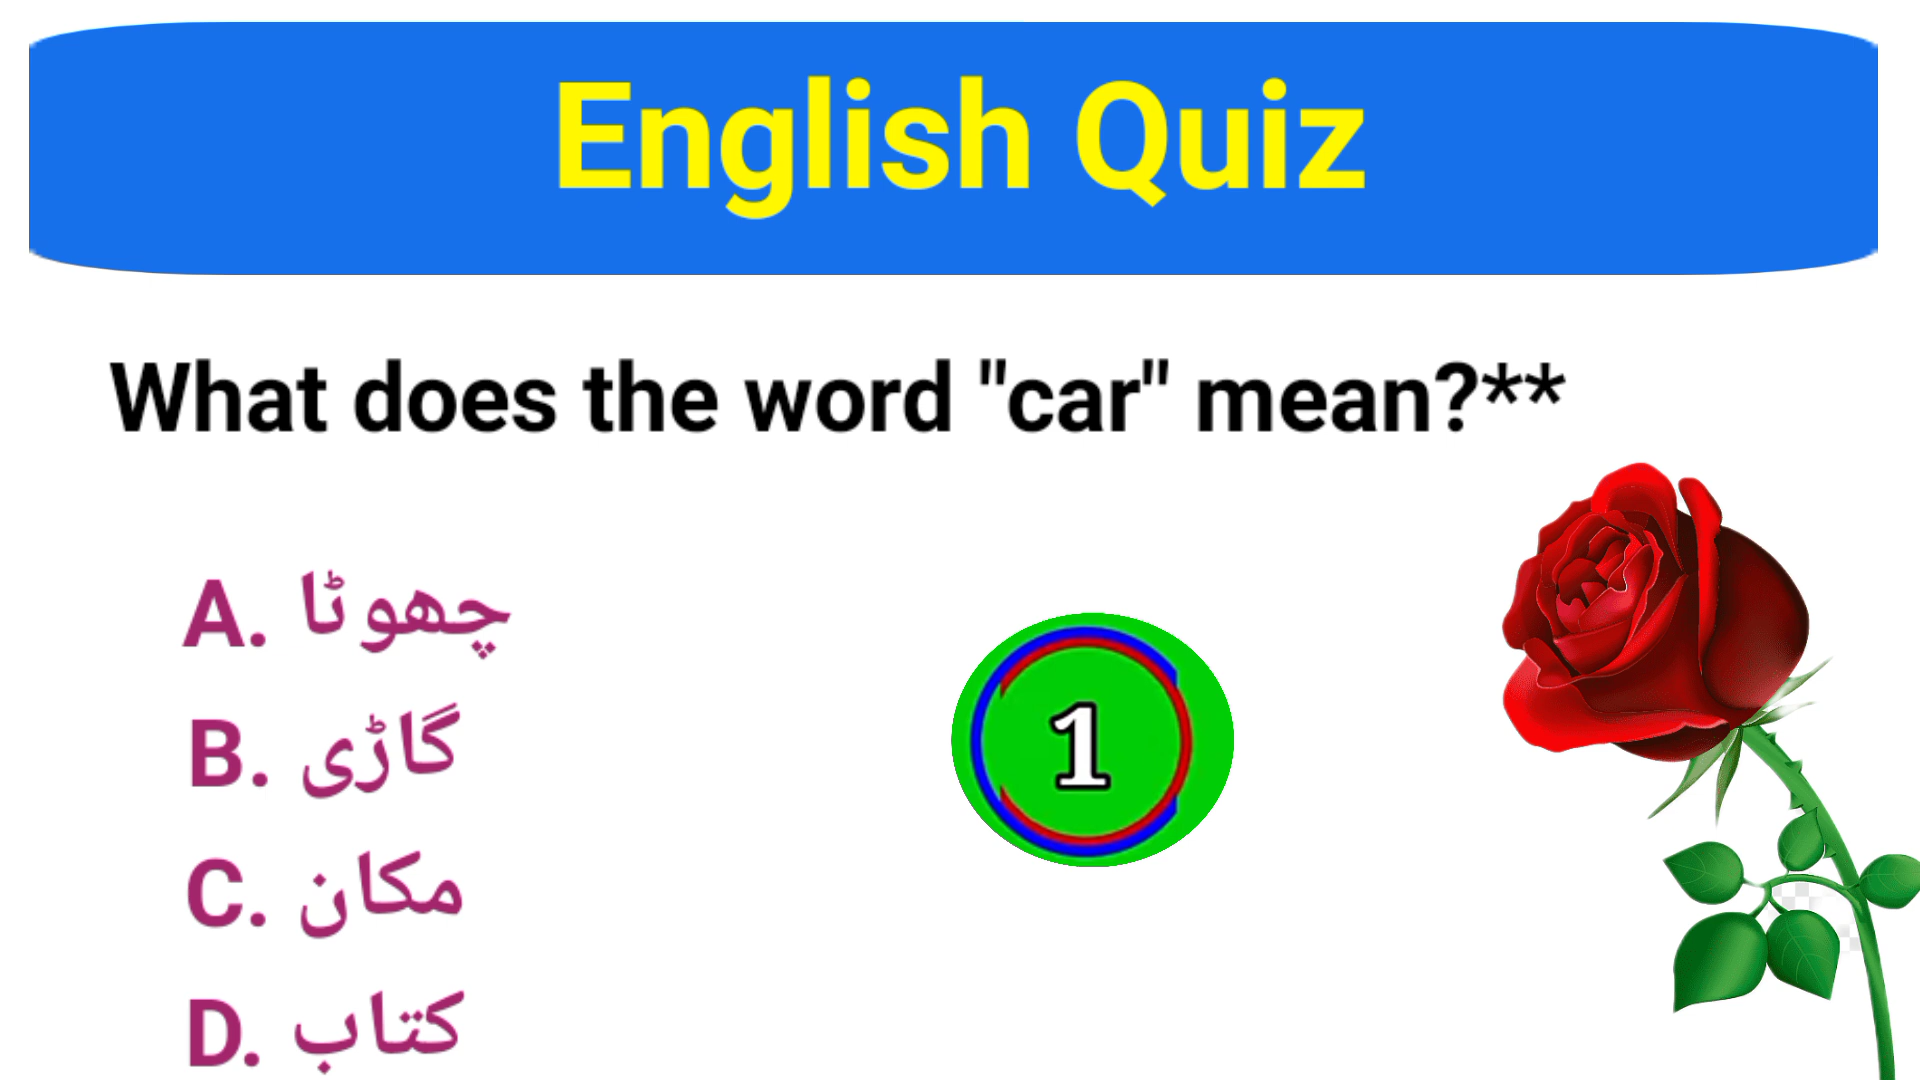 English Quiz
What does the word "car" mean?**
A. چھوٹا
B. گاڑی
1
C. مکان
D. کتاب